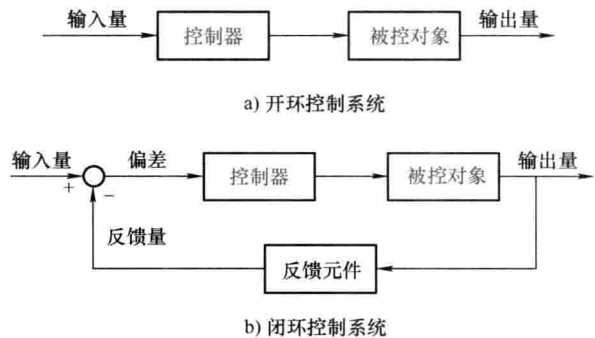 输入量 控制器 被控对象 输出量
a) 开环控制系统
输入量 偏差 控制器 被控对象 输出量
+ −
反馈量
反馈元件
b) 闭环控制系统